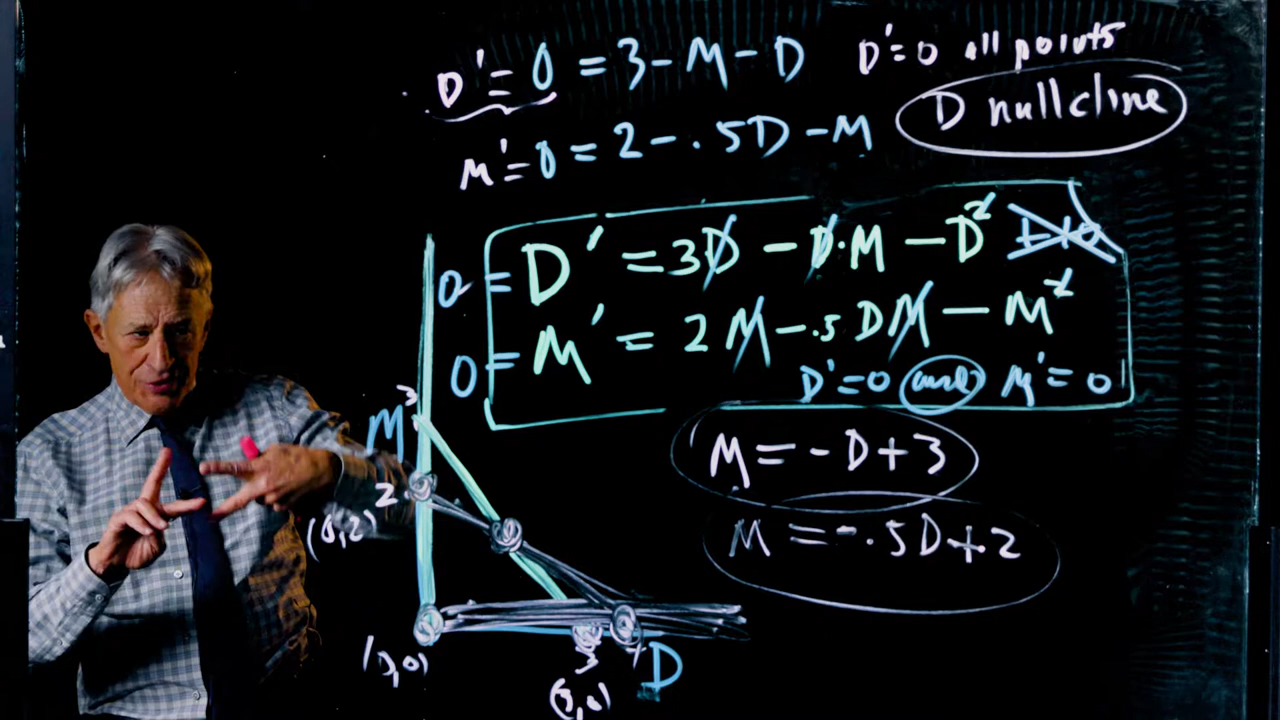 D' = 0 = 3 - M - D D'=0 all points
D nullcline
M' = 0 = 2 - .5D - M
0 = D' = 3D - D·M - D²
0 = M' = 2M - .5DM - M²
D'=0 and M'=0
M = -D+3
M = -.5D+2
3
M
2
(0,2)
(0,0)
3
4
D
(3,0)